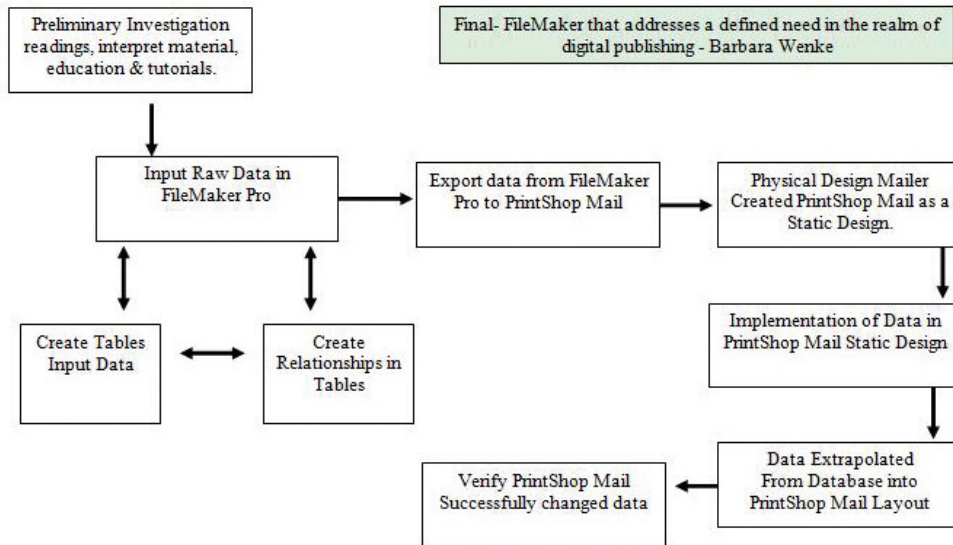 Preliminary Investigation
readings, interpret material,
education & tutorials.
Final- FileMaker that addresses a defined need in the realm of
digital publishing - Barbara Wenke
Input Raw Data in
FileMaker Pro
Export data from FileMaker
Pro to PrintShop Mail
Physical Design Mailer
Created PrintShop Mail as a
Static Design.
Create Tables
Input Data
Create
Relationships in
Tables
Implementation of Data in
PrintShop Mail Static Design
Data Extrapolated
From Database into
PrintShop Mail Layout
Verify PrintShop Mail
Successfully changed data